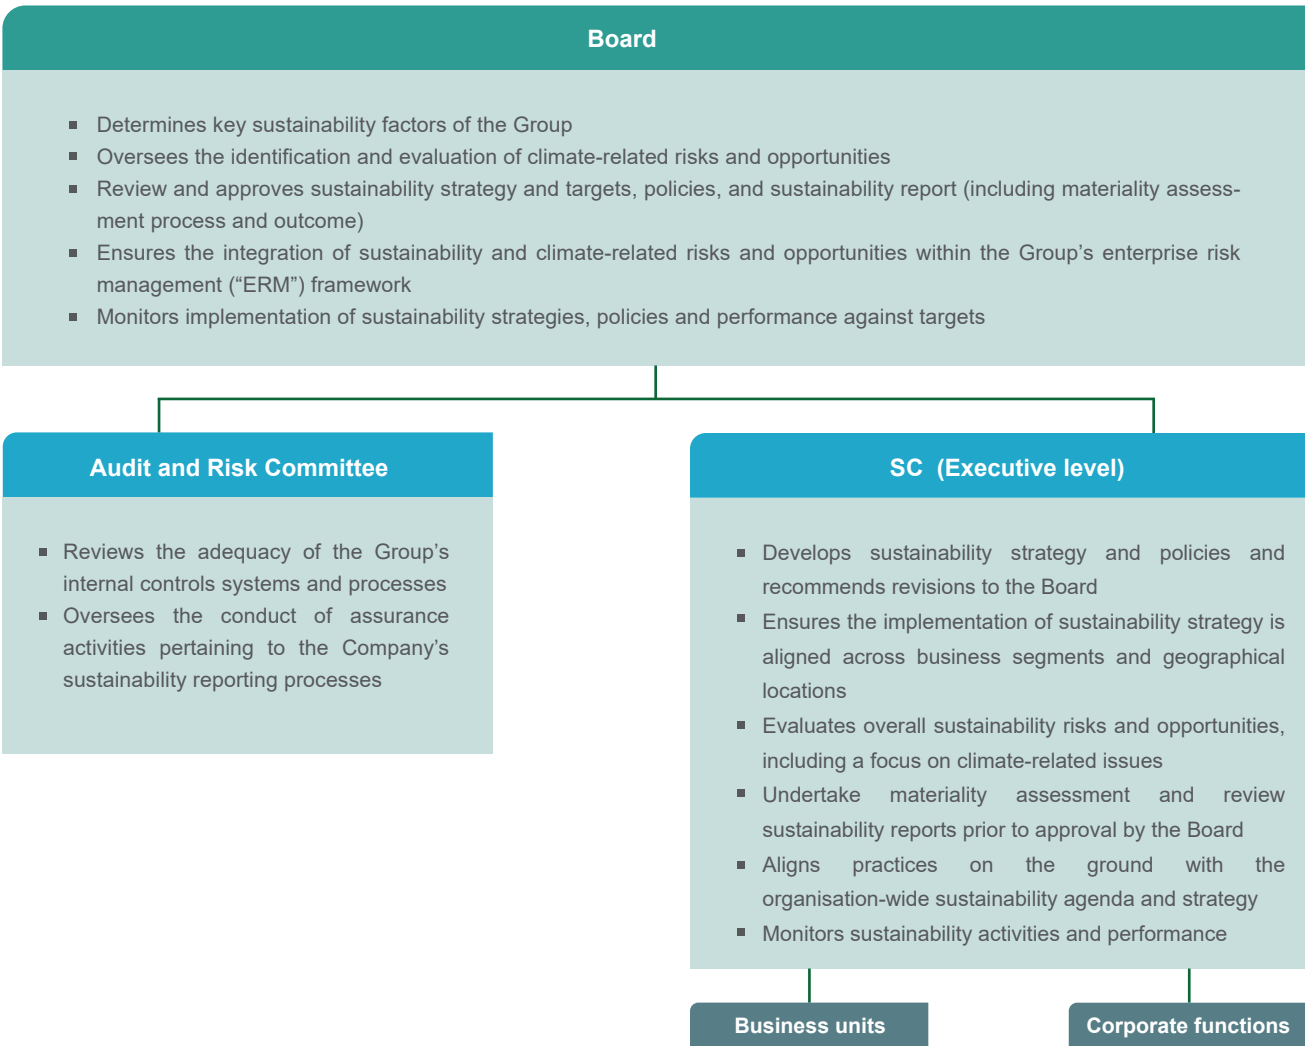 Board
▪ Determines key sustainability factors of the Group
▪ Oversees the identification and evaluation of climate-related risks and opportunities
▪ Review and approves sustainability strategy and targets, policies, and sustainability report (including materiality assess-
ment process and outcome)
▪ Ensures the integration of sustainability and climate-related risks and opportunities within the Group’s enterprise risk
management (“ERM”) framework
▪ Monitors implementation of sustainability strategies, policies and performance against targets
Audit and Risk Committee
▪ Reviews the adequacy of the Group’s
internal controls systems and processes
▪ Oversees the conduct of assurance
activities pertaining to the Company’s
sustainability reporting processes
SC (Executive level)
▪ Develops sustainability strategy and policies and
recommends revisions to the Board
▪ Ensures the implementation of sustainability strategy is
aligned across business segments and geographical
locations
▪ Evaluates overall sustainability risks and opportunities,
including a focus on climate-related issues
▪ Undertake materiality assessment and review
sustainability reports prior to approval by the Board
▪ Aligns practices on the ground with the
organisation-wide sustainability agenda and strategy
▪ Monitors sustainability activities and performance
Business units
Corporate functions